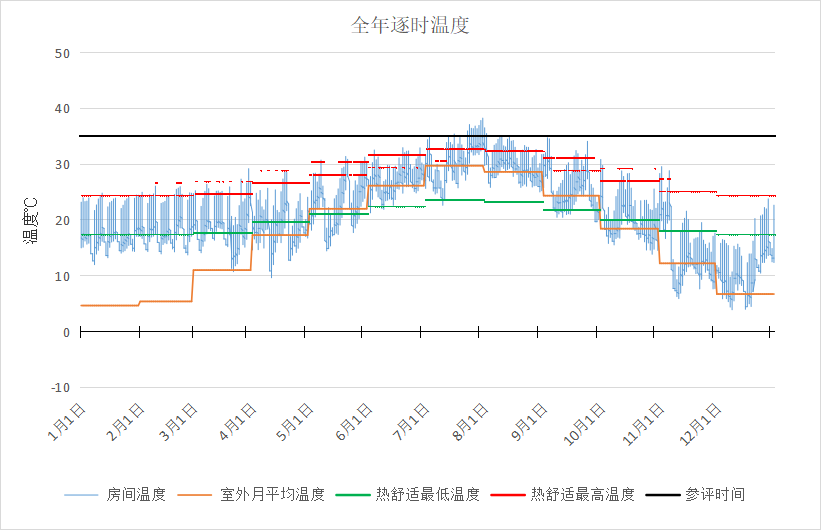 全年逐时温度
温度℃
50
40
30
20
10
0
-10
1月1日
2月1日
3月1日
4月1日
5月1日
6月1日
7月1日
8月1日
9月1日
10月1日
11月1日
12月1日
房间温度 室外月平均温度 热舒适最低温度 热舒适最高温度 参评时间